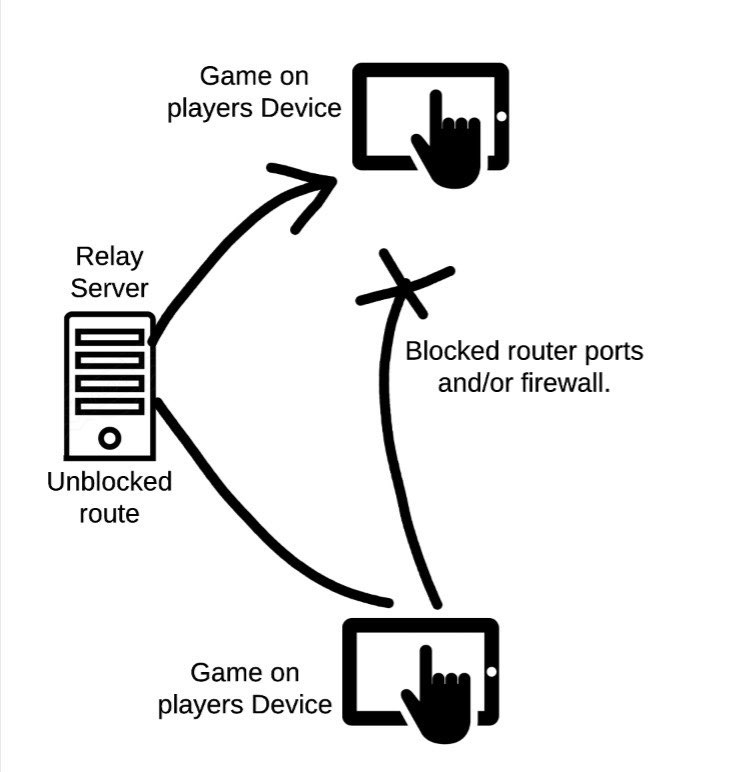 Game on
players Device
Relay
Server
Blocked router ports
and/or firewall.
Unblocked
route
Game on
players Device